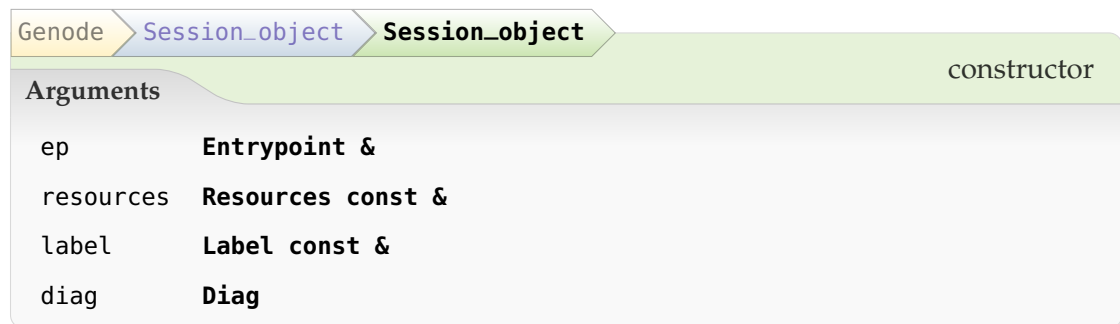 Genode Session_object Session_object
constructor
Arguments
ep Entrypoint &
resources Resources const &
label Label const &
diag Diag